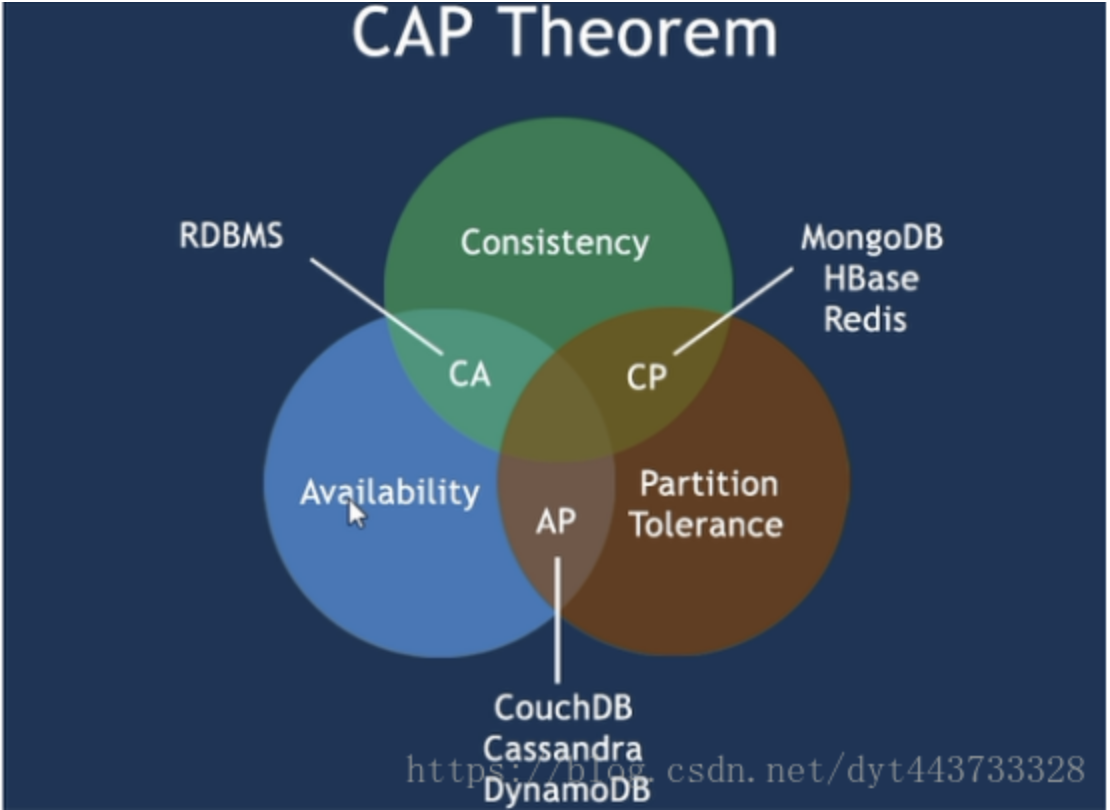 CAP Theorem
RDBMS
Consistency
MongoDB
HBase
Redis
CA
CP
Availability
Partition
Tolerance
AP
CouchDB
Cassandra
https://blog.csdn.net/dyt443733328
DynamoDB